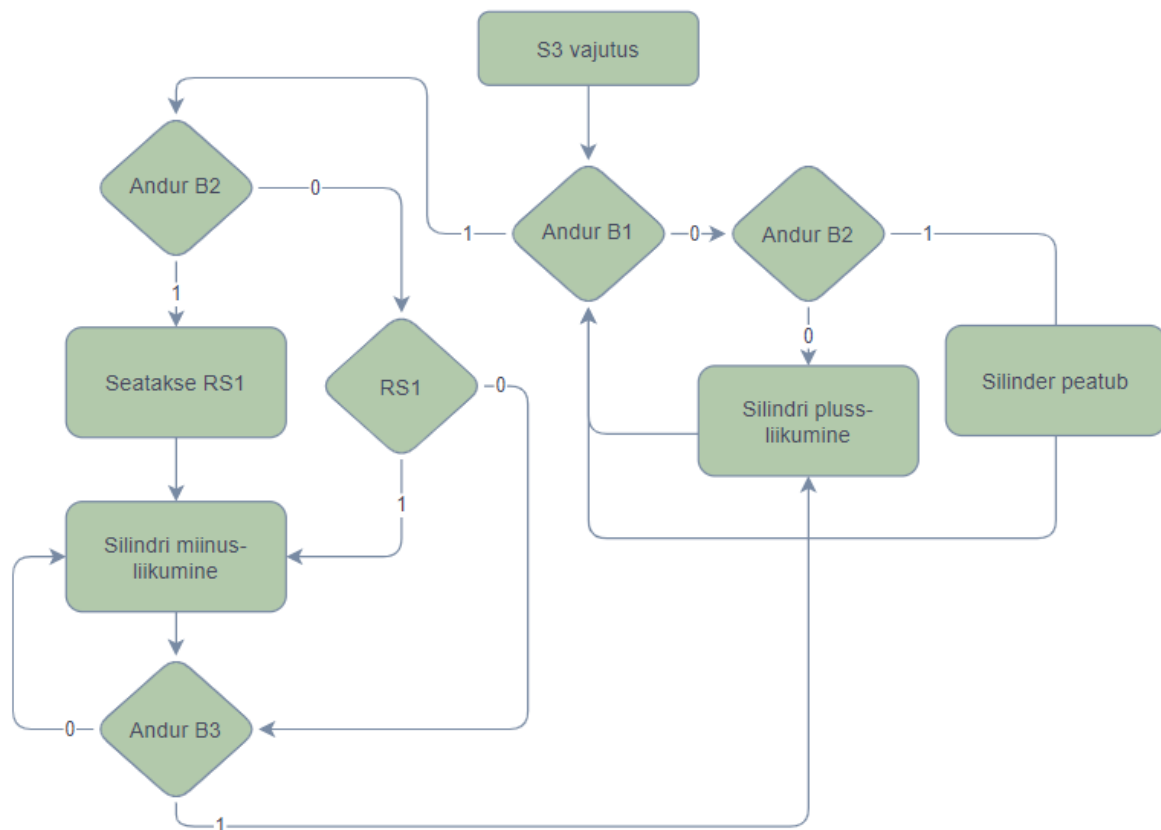 S3 vajutus
Andur B2
0
1
Andur B1
0
Andur B2
1
1
0
Seatakse RS1
RS1
0
Silindri pluss-
liikumine
Silinder peatub
1
Silindri miinus-
liikumine
Andur B3
0
1